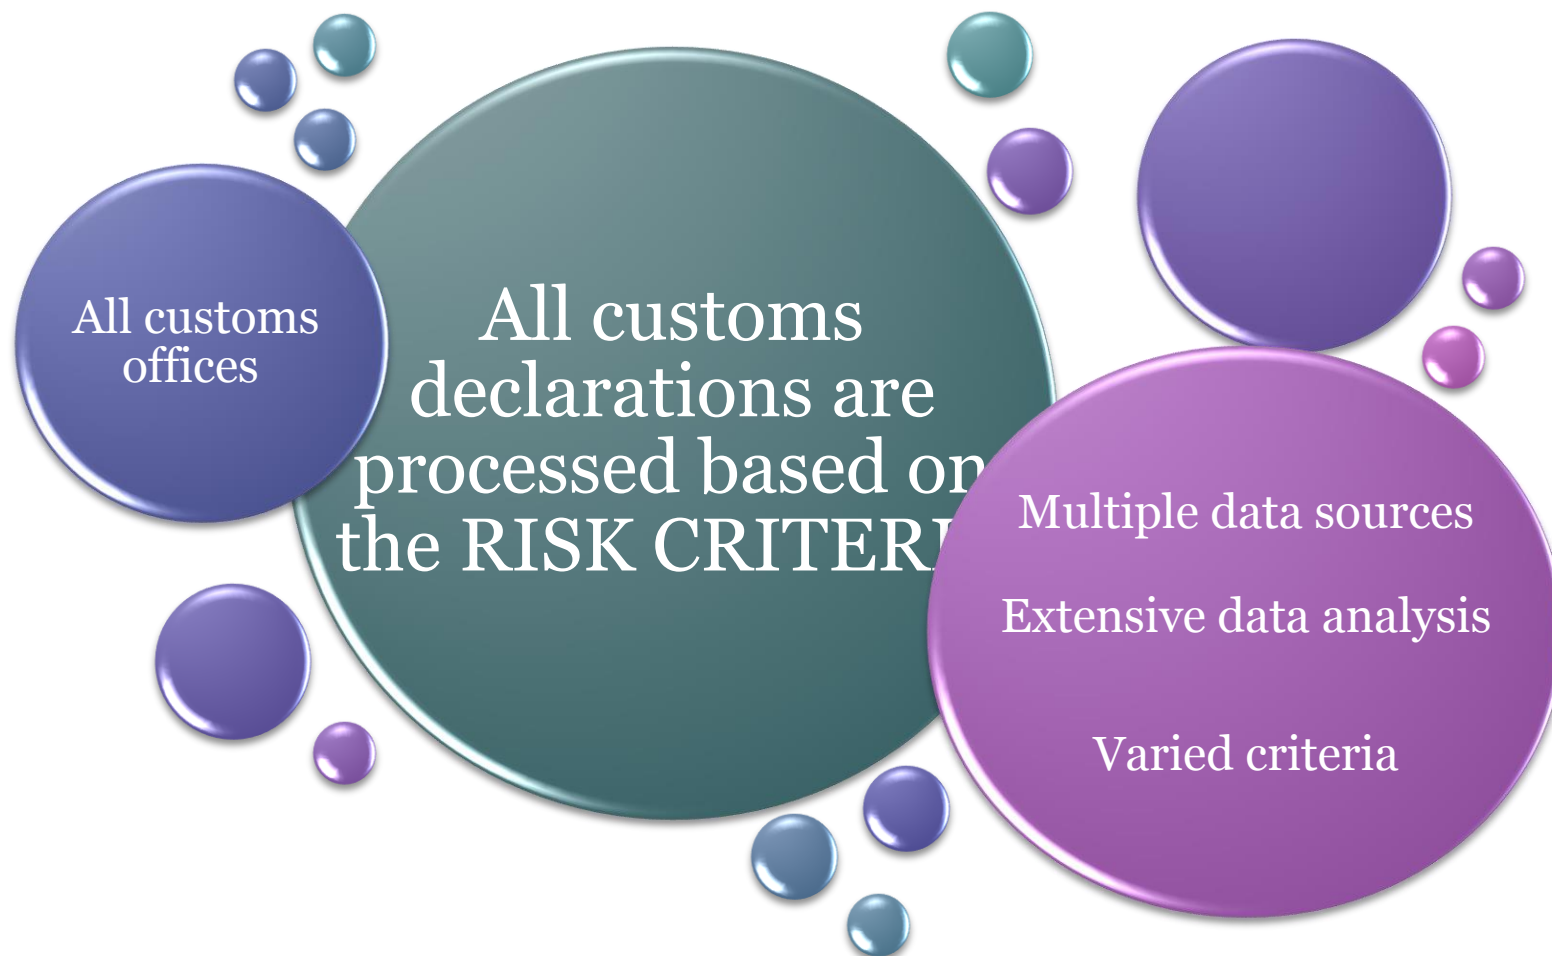 All customs
offices
All customs
declarations are
processed based on
the RISK CRITERI
Multiple data sources
Extensive data analysis
Varied criteria